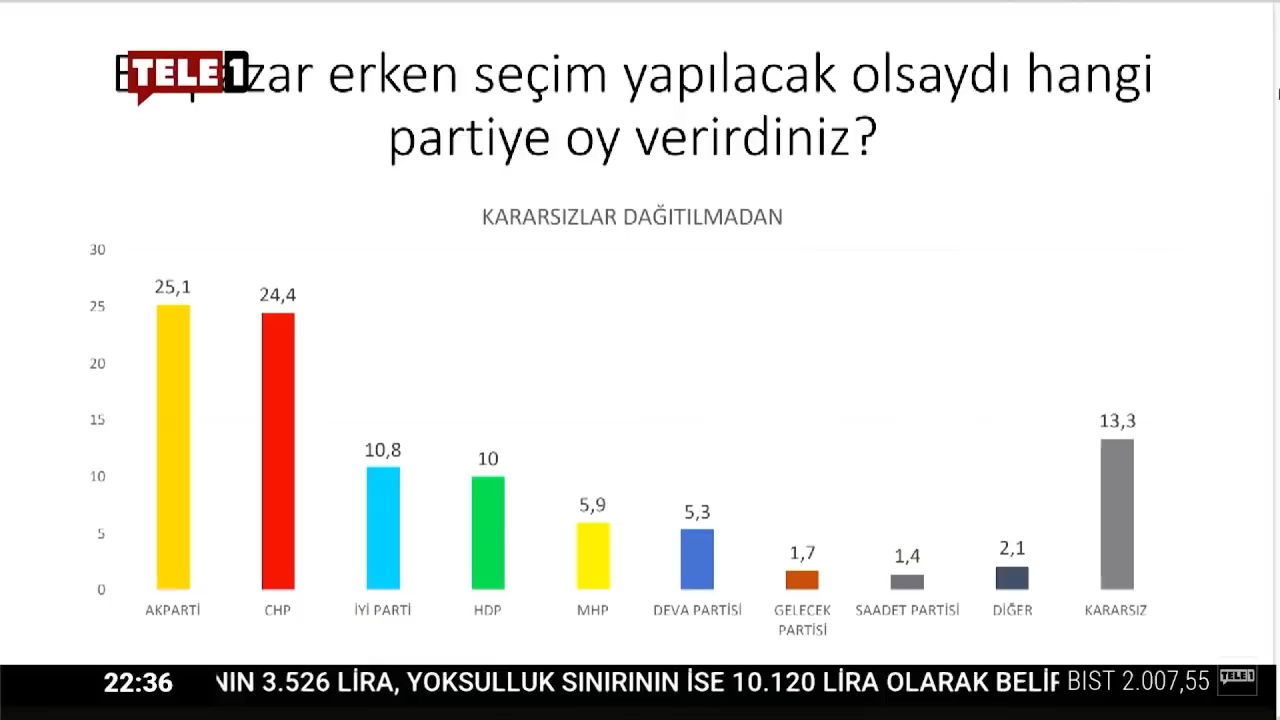 TELE1
zar erken seçim yapılacak olsaydı hangi
partiye oy verirdiniz?
KARARSIZLAR DAĞITILMADAN
30
25
20
15
10
5
0
25,1
24,4
10,8
10
5,9
5,3
1,7
1,4
2,1
13,3
AKPARTİ
CHP
İYİ PARTİ
HDP
MHP
DEVA PARTİSİ
GELECEK
PARTİSİ
SAADET PARTİSİ
DİĞER
KARARSIZ
22:36
NIN 3.526 LİRA, YOKSULLUK SINIRININ İSE 10.120 LİRA OLARAK BELİR
BIST 2.007,55
TELE1